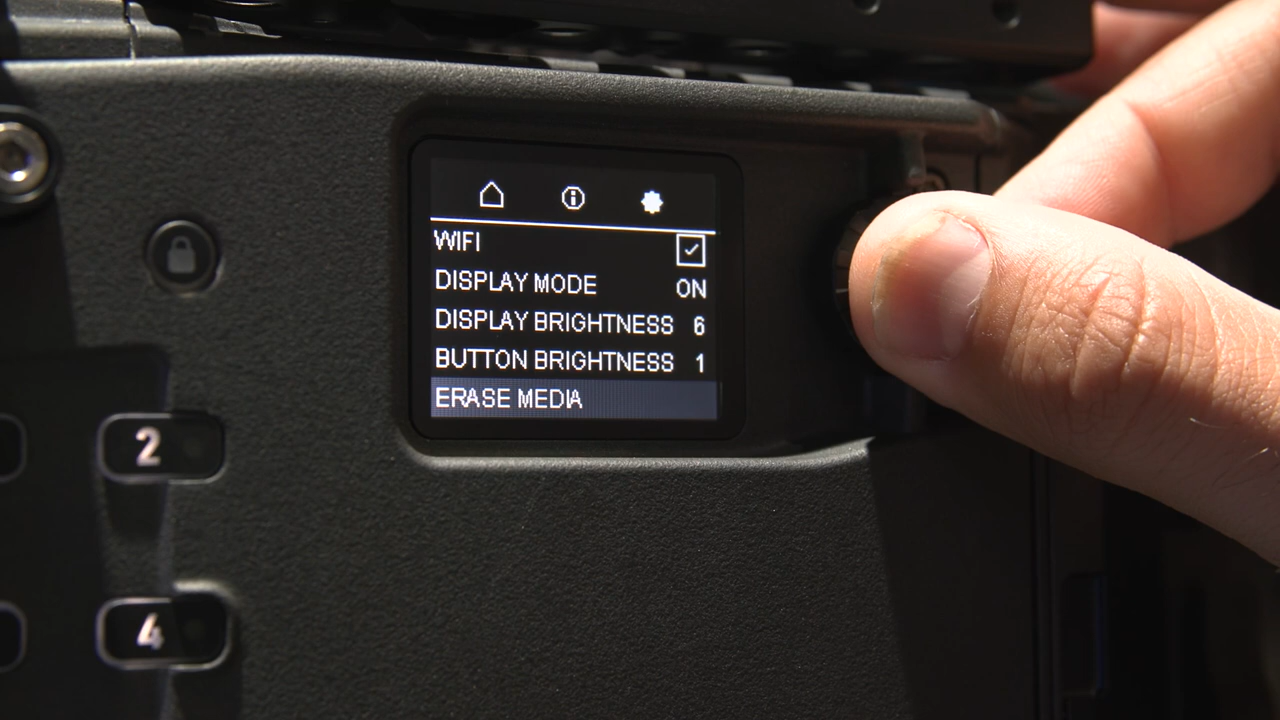 WIFI
DISPLAY MODE ON
DISPLAY BRIGHTNESS 6
BUTTON BRIGHTNESS 1
ERASE MEDIA
2
4